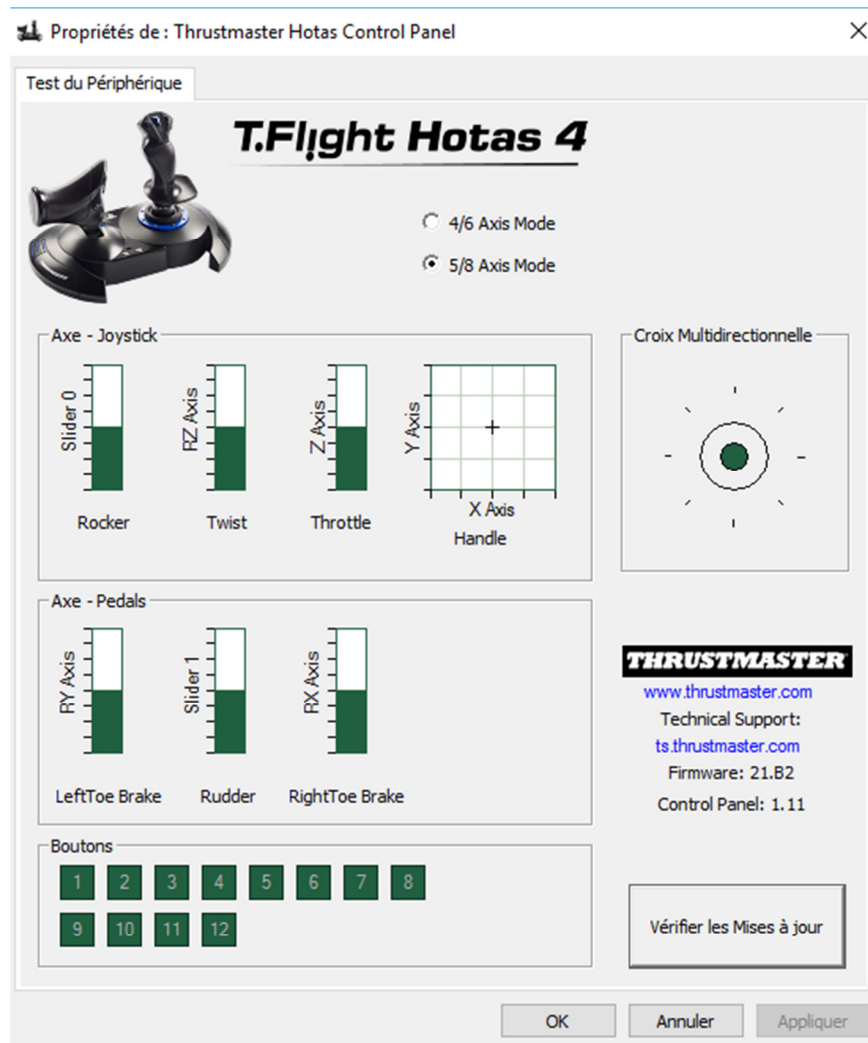 Propriétés de : Thrustmaster Hotas Control Panel
Test du Périphérique
T.Flight Hotas 4
4/6 Axis Mode
5/8 Axis Mode
Axe - Joystick
Slider 0
Rocker
RZ Axis
Twist
Z Axis
Throttle
Y Axis
X Axis
Handle
Croix Multidirectionnelle
Axe - Pedals
RY Axis
LeftToe Brake
Slider 1
Rudder
RX Axis
RightToe Brake
THRUSTMASTER
www.thrustmaster.com
Technical Support:
ts.thrustmaster.com
Firmware: 21.B2
Control Panel: 1.11
Boutons
1 2 3 4 5 6 7 8
9 10 11 12
Vérifier les Mises à jour
OK Annuler Appliquer